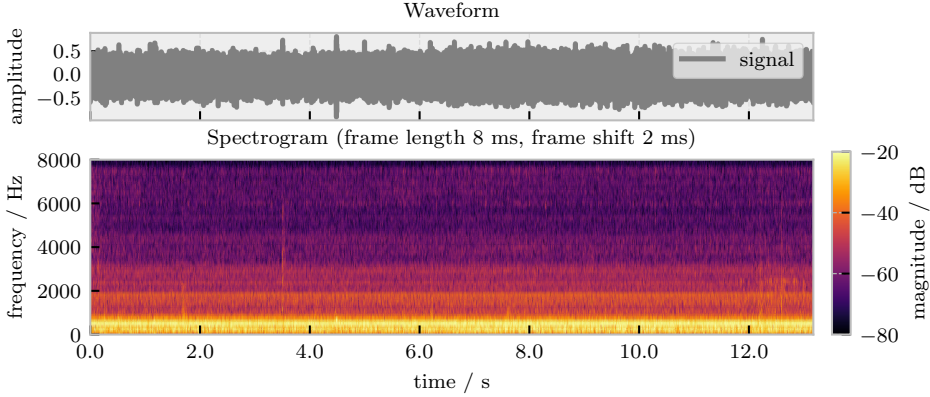 Waveform
amplitude
0.5
0.0
−0.5
signal
Spectrogram (frame length 8 ms, frame shift 2 ms)
frequency / Hz
8000
6000
4000
2000
0
0.0 2.0 4.0 6.0 8.0 10.0 12.0
time / s
−20
−40
−60
−80
magnitude / dB